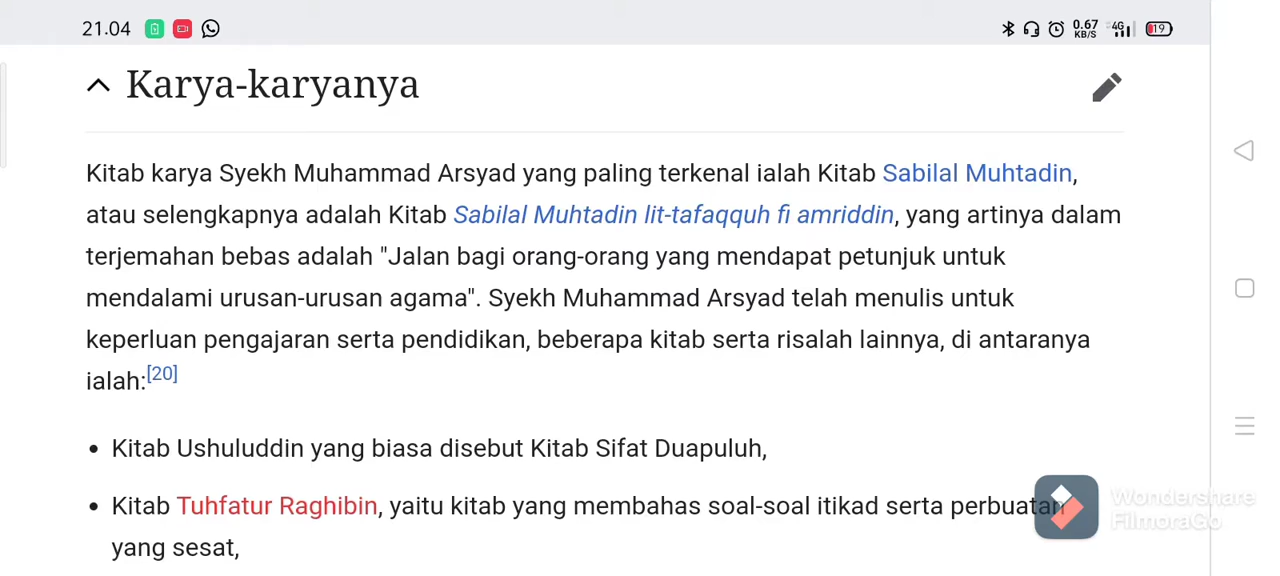 21.04
0.67
KB/S
4G
19
Karya-karyanya
Kitab karya Syekh Muhammad Arsyad yang paling terkenal ialah Kitab Sabilal Muhtadin,
atau selengkapnya adalah Kitab Sabilal Muhtadin lit-tafaqquh fi amriddin, yang artinya dalam
terjemahan bebas adalah "Jalan bagi orang-orang yang mendapat petunjuk untuk
mendalami urusan-urusan agama". Syekh Muhammad Arsyad telah menulis untuk
keperluan pengajaran serta pendidikan, beberapa kitab serta risalah lainnya, di antaranya
ialah:[20]
• Kitab Ushuluddin yang biasa disebut Kitab Sifat Duapuluh,
• Kitab Tuhfatur Raghibin, yaitu kitab yang membahas soal-soal itikad serta perbuatan
yang sesat,
Wondershare
FilmoraGo